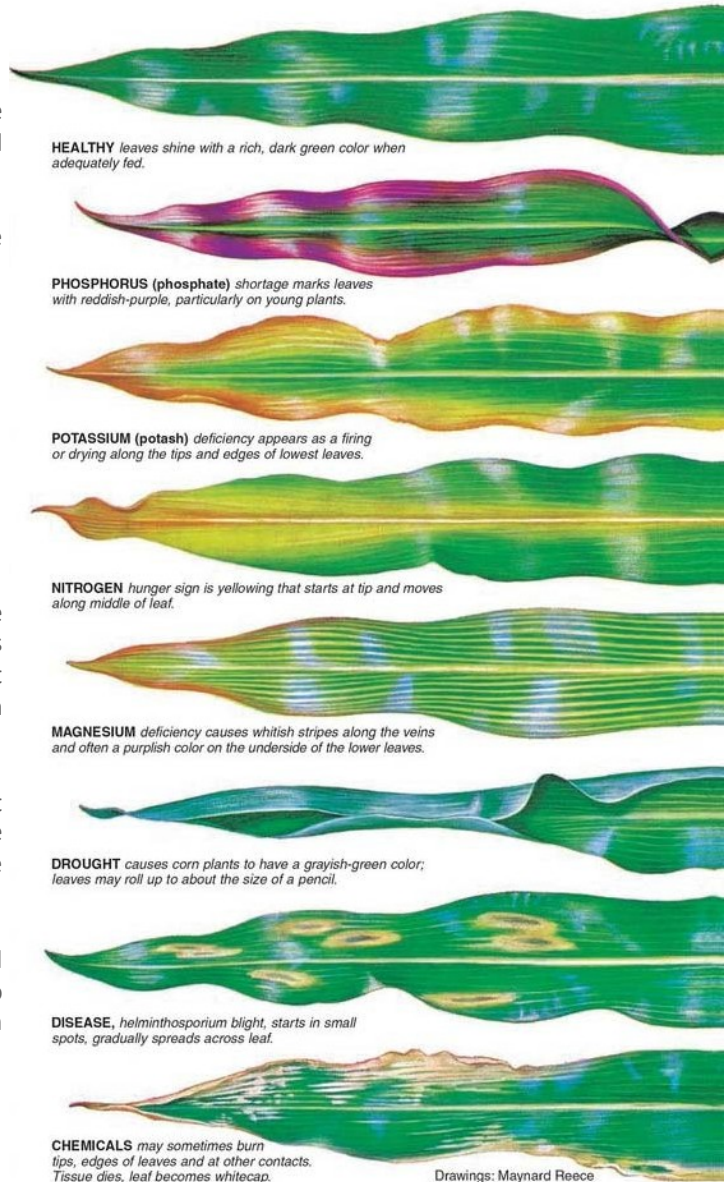 HEALTHY leaves shine with a rich, dark green color when
adequately fed.
PHOSPHORUS (phosphate) shortage marks leaves
with reddish-purple, particularly on young plants.
POTASSIUM (potash) deficiency appears as a firing
or drying along the tips and edges of lowest leaves.
NITROGEN hunger sign is yellowing that starts at tip and moves
along middle of leaf.
MAGNESIUM deficiency causes whitish stripes along the veins
and often a purplish color on the underside of the lower leaves.
DROUGHT causes corn plants to have a grayish-green color;
leaves may roll up to about the size of a pencil.
DISEASE, helminthosporium blight, starts in small
spots, gradually spreads across leaf.
CHEMICALS may sometimes burn
tips, edges of leaves and at other contacts.
Tissue dies, leaf becomes whitecap.
Drawings: Maynard Reece